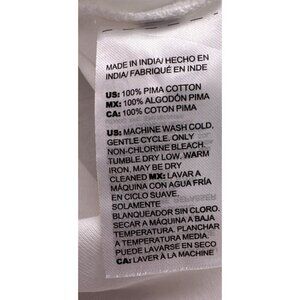 MADE IN INDIA/ HECHO EN
INDIA/ FABRIQUÉ EN INDE
US: 100% PIMA COTTON
MX: 100% ALGODÓN PIMA
CA: 100% COTON PIMA
US: MACHINE WASH COLD,
GENTLE CYCLE. ONLY
NON-CHLORINE BLEACH.
TUMBLE DRY LOW. WARM
IRON, MAY BE DRY
CLEANED MX: LAVAR A
MÁQUINA CON AGUA FRÍA
EN CICLO SUAVE.
SOLAMENTE
BLANQUEADOR SIN CLORO.
SECAR A MÁQUINA A BAJA
TEMPERATURA. PLANCHAR
A TEMPERATURA MEDIA.
PUEDE LAVARSE EN SECO
CA: LAVER À LA MACHINE